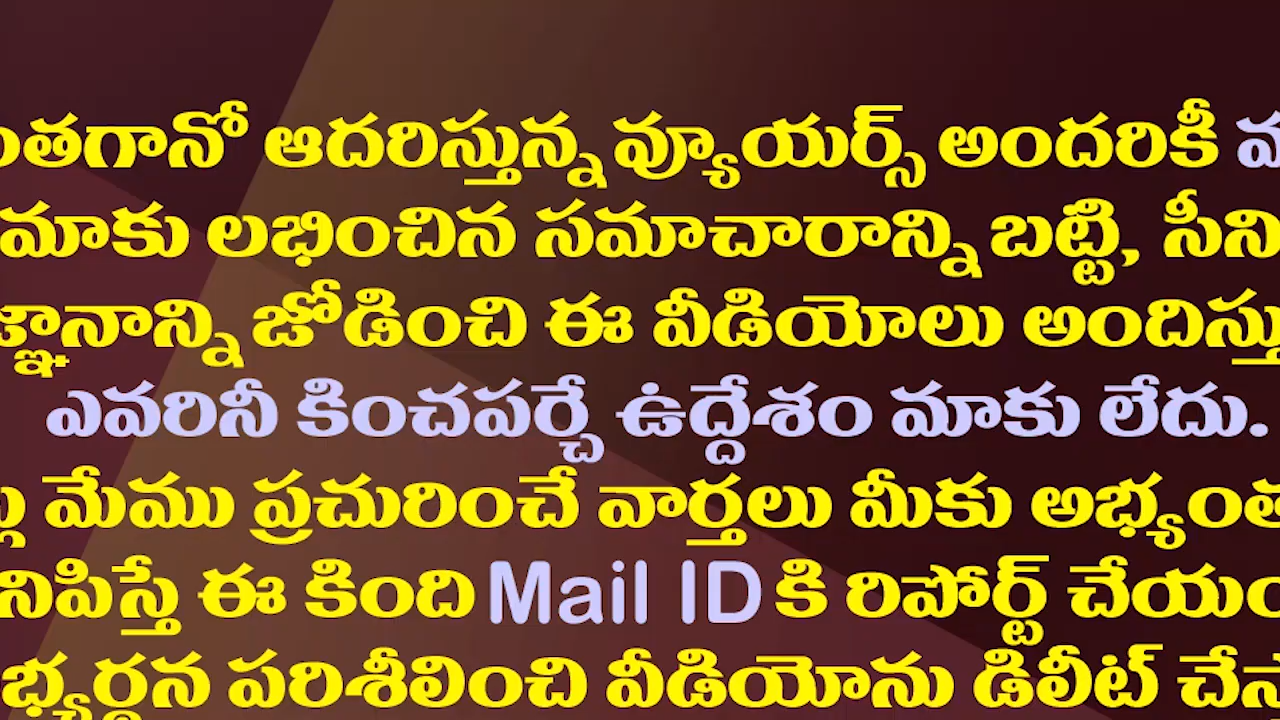 ఆదరిస్తున్న వ్యూయర్స్ అందరికీ
మాకు లభించిన సమాచారాన్ని బట్టి, సీని
జోడించి ఈ వీడియోలు
ఎవరినీ కించపర్చే ఉద్దేశం మాకు లేదు.
మేము ప్రచురించే వార్తలు మీకు
ఈ కింది Mail ID కి రిపోర్ట్
పరిశీలించి వీడియోను డిలీట్